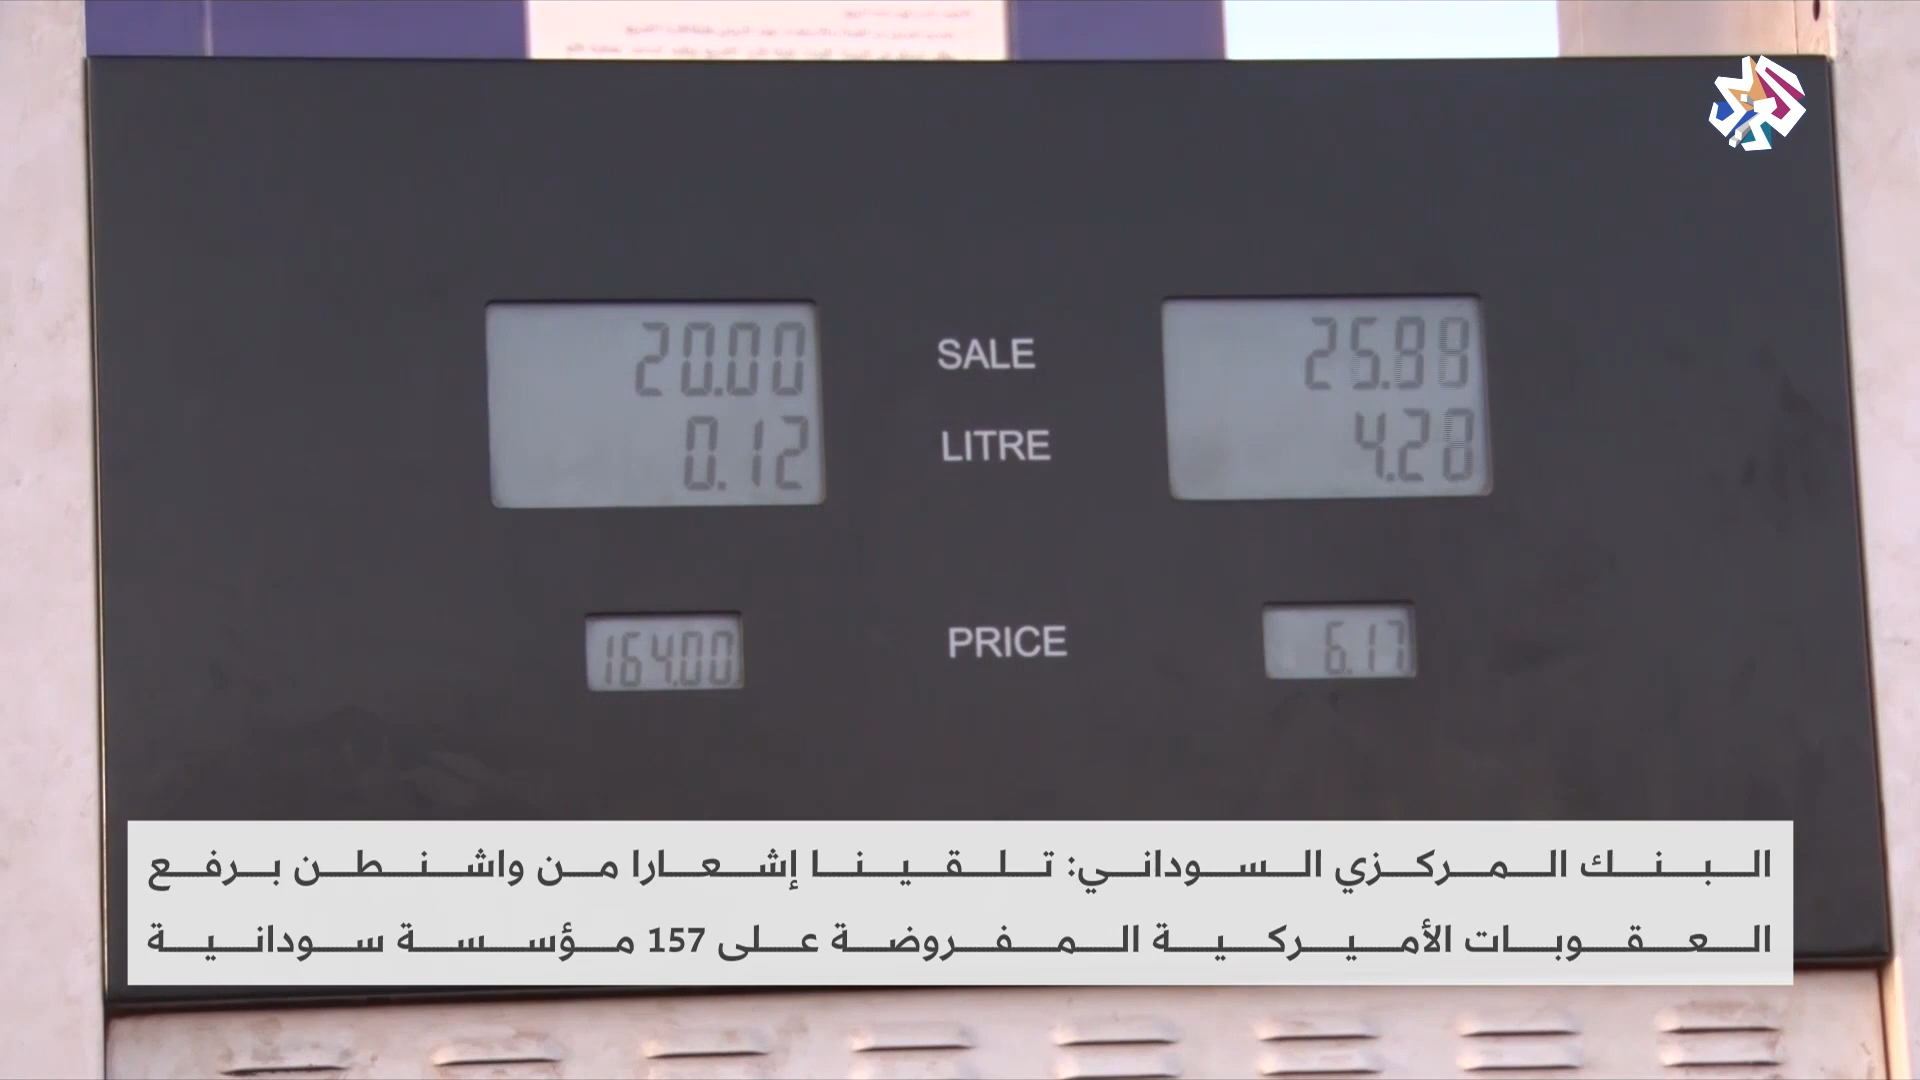 20.00 SALE 25.88
0.12 LITRE 4.28
164.00 PRICE 6.17
البنك المركزي السوداني: تلقينا إشعارا من واشنطن برفع
العقوبات الأميركية المفروضة على 157 مؤسسة سودانية